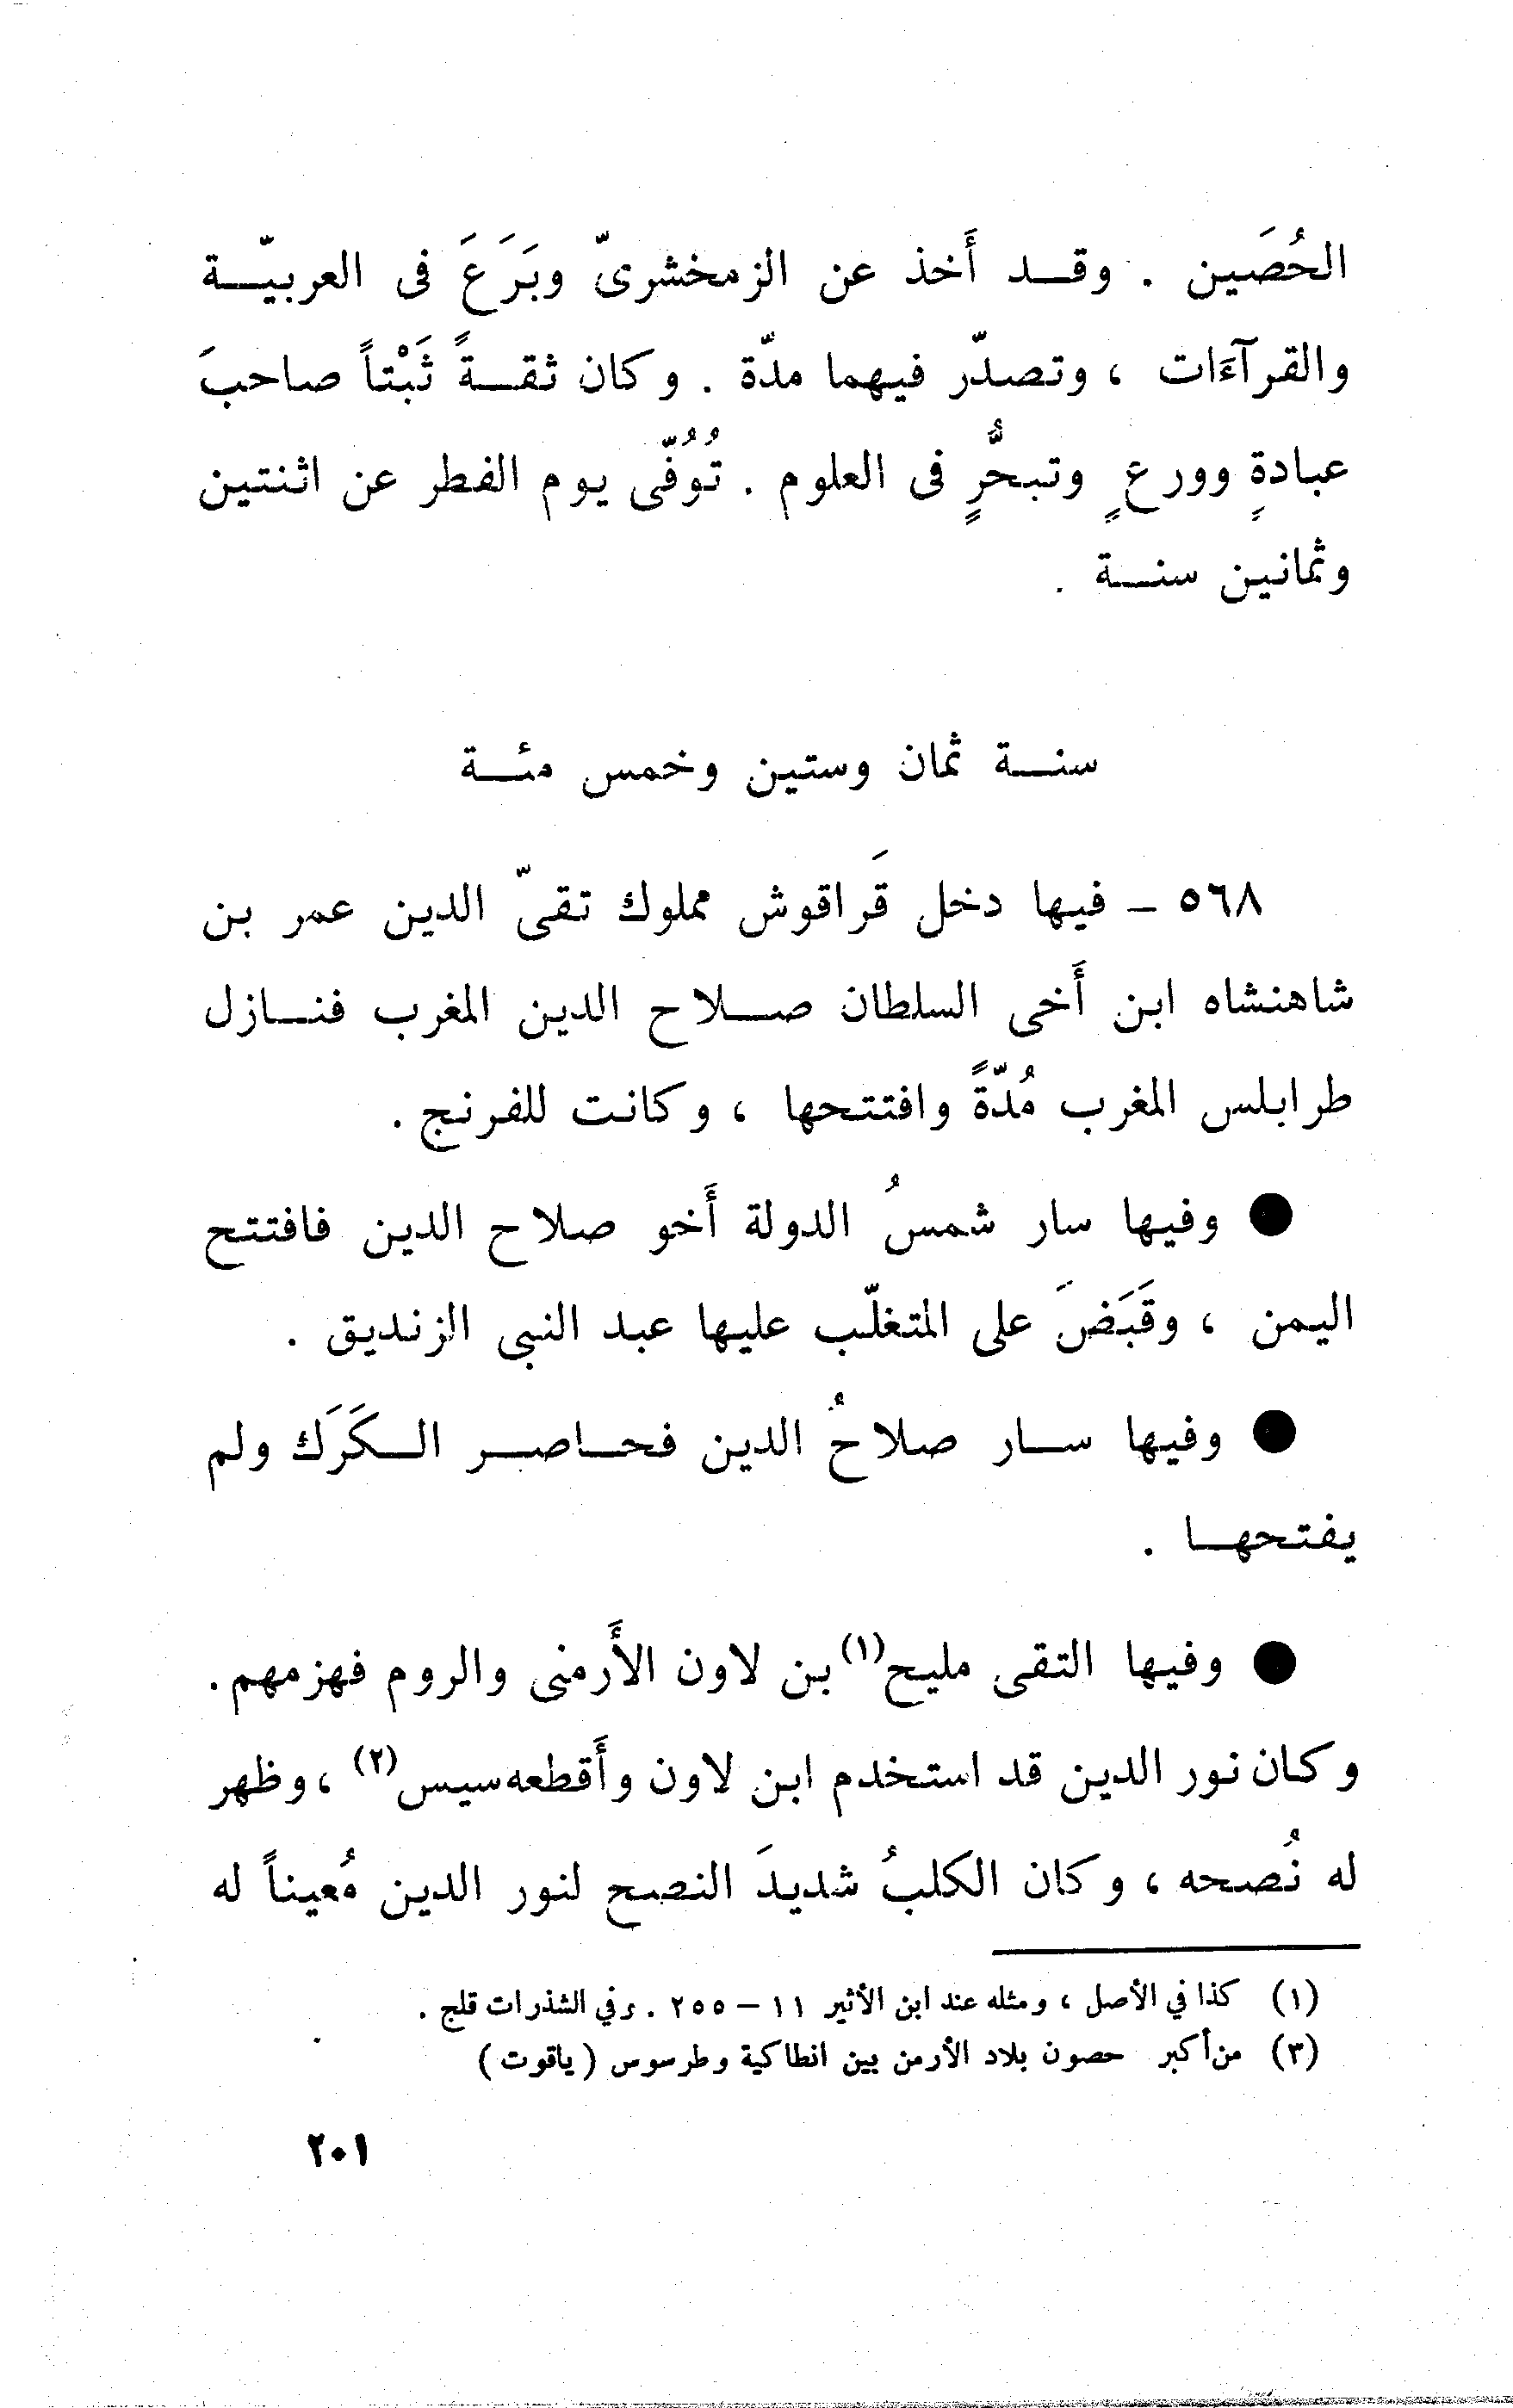 الحُصَين . وقد أَخذ عن الزمخشرىّ وبَرَعَ فى العربيّة
والقرآءَات ، وتصدّر فيهما مدّة . وكان ثقةً ثَبْتاً صاحبَ
عبادةٍ وورعٍ وتبحُّرٍ فى العلوم . تُوُفّى يوم الفطر عن اثنتين
وثمانين سنة .
سنة ثمان وستين وخمس مئة
٥٦٨ – فيها دخل قَراقوش مملوك تقىّ الدين عمر بن
شاهنشاه ابن أَخى السلطان صلاح الدين المغرب فنازل
طرابلس المغرب مُدّةً وافتتحها ، وكانت للفرنج .
● وفيها سار شمسُ الدولة أَخو صلاح الدين فافتتح
اليمن ، وقَبَضَ على المتغلّب عليها عبد النبى الزنديق .
● وفيها سار صلاحُ الدين فحاصر الكَرَك ولم
يفتحها .
● وفيها التقى مليح(١) بن لاون الأَرمنى والروم فهزمهم .
وكان نور الدين قد استخدم ابن لاون وأَقطعه سيس(٢) ، وظهر
له نُصحه ، وكان الكلبُ شديدَ النصح لنور الدين مُعيناً له
(١) كذا في الأصل ، ومثله عند ابن الأثير ١١ – ٢٥٥ . وفي الشذرات قلج .
(٣) من أكبر حصون بلاد الأرمن بين انطاكية وطرسوس ( ياقوت )
٢٠١